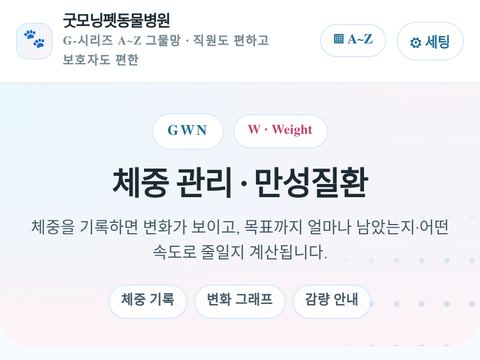 굿모닝펫동물병원
G-시리즈 A~Z 그물망 · 직원도 편하고
보호자도 편한
▦ A~Z
⚙ 세팅
GWN
W · Weight
체중 관리 · 만성질환
체중을 기록하면 변화가 보이고, 목표까지 얼마나 남았는지·어떤
속도로 줄일지 계산됩니다.
체중 기록
변화 그래프
감량 안내